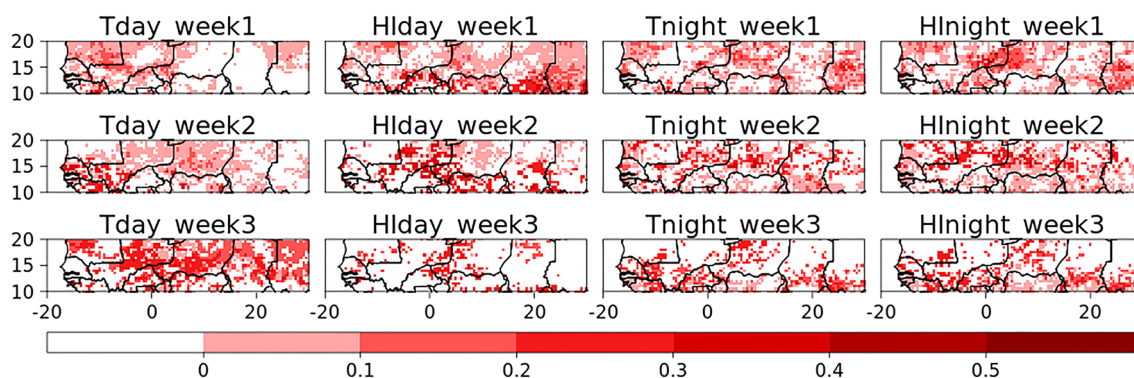 Tday_week1 HIday_week1 Tnight_week1 HInight_week1
20
15
10
Tday_week2 HIday_week2 Tnight_week2 HInight_week2
20
15
10
Tday_week3 HIday_week3 Tnight_week3 HInight_week3
20
15
10
-20 0 20 -20 0 20 -20 0 20 -20 0 20
0 0.1 0.2 0.3 0.4 0.5